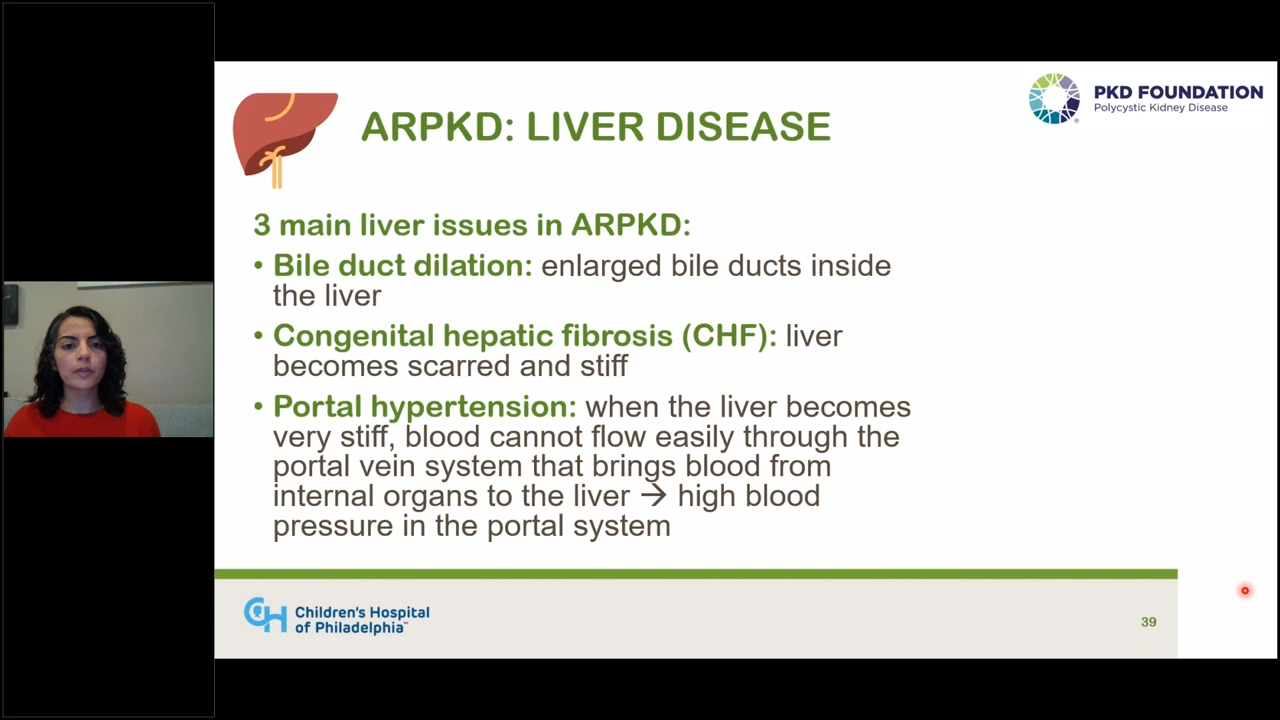 ARPKD: LIVER DISEASE
PKD FOUNDATION
Polycystic Kidney Disease
3 main liver issues in ARPKD:
• Bile duct dilation: enlarged bile ducts inside
the liver
• Congenital hepatic fibrosis (CHF): liver
becomes scarred and stiff
• Portal hypertension: when the liver becomes
very stiff, blood cannot flow easily through the
portal vein system that brings blood from
internal organs to the liver → high blood
pressure in the portal system
CH Children's Hospital
of Philadelphia
39